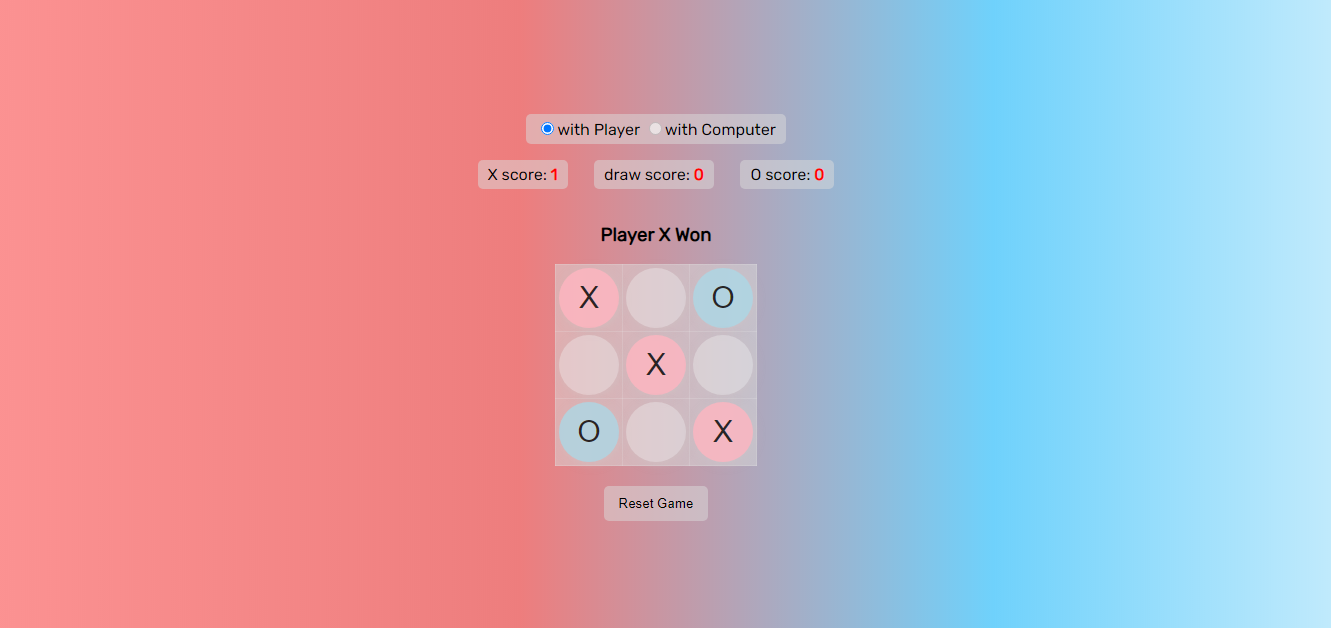 with Player with Computer
X score: 1 draw score: 0 O score: 0
Player X Won
X O
X
O X
Reset Game